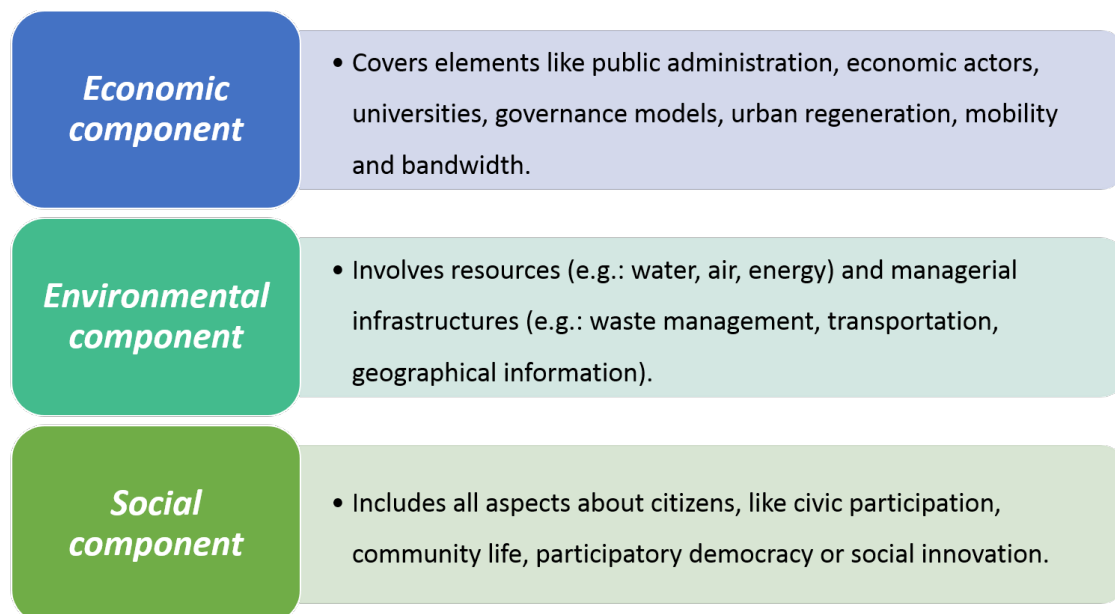 Economic
component
• Covers elements like public administration, economic actors,
universities, governance models, urban regeneration, mobility
and bandwidth.
Environmental
component
• Involves resources (e.g.: water, air, energy) and managerial
infrastructures (e.g.: waste management, transportation,
geographical information).
Social
component
• Includes all aspects about citizens, like civic participation,
community life, participatory democracy or social innovation.